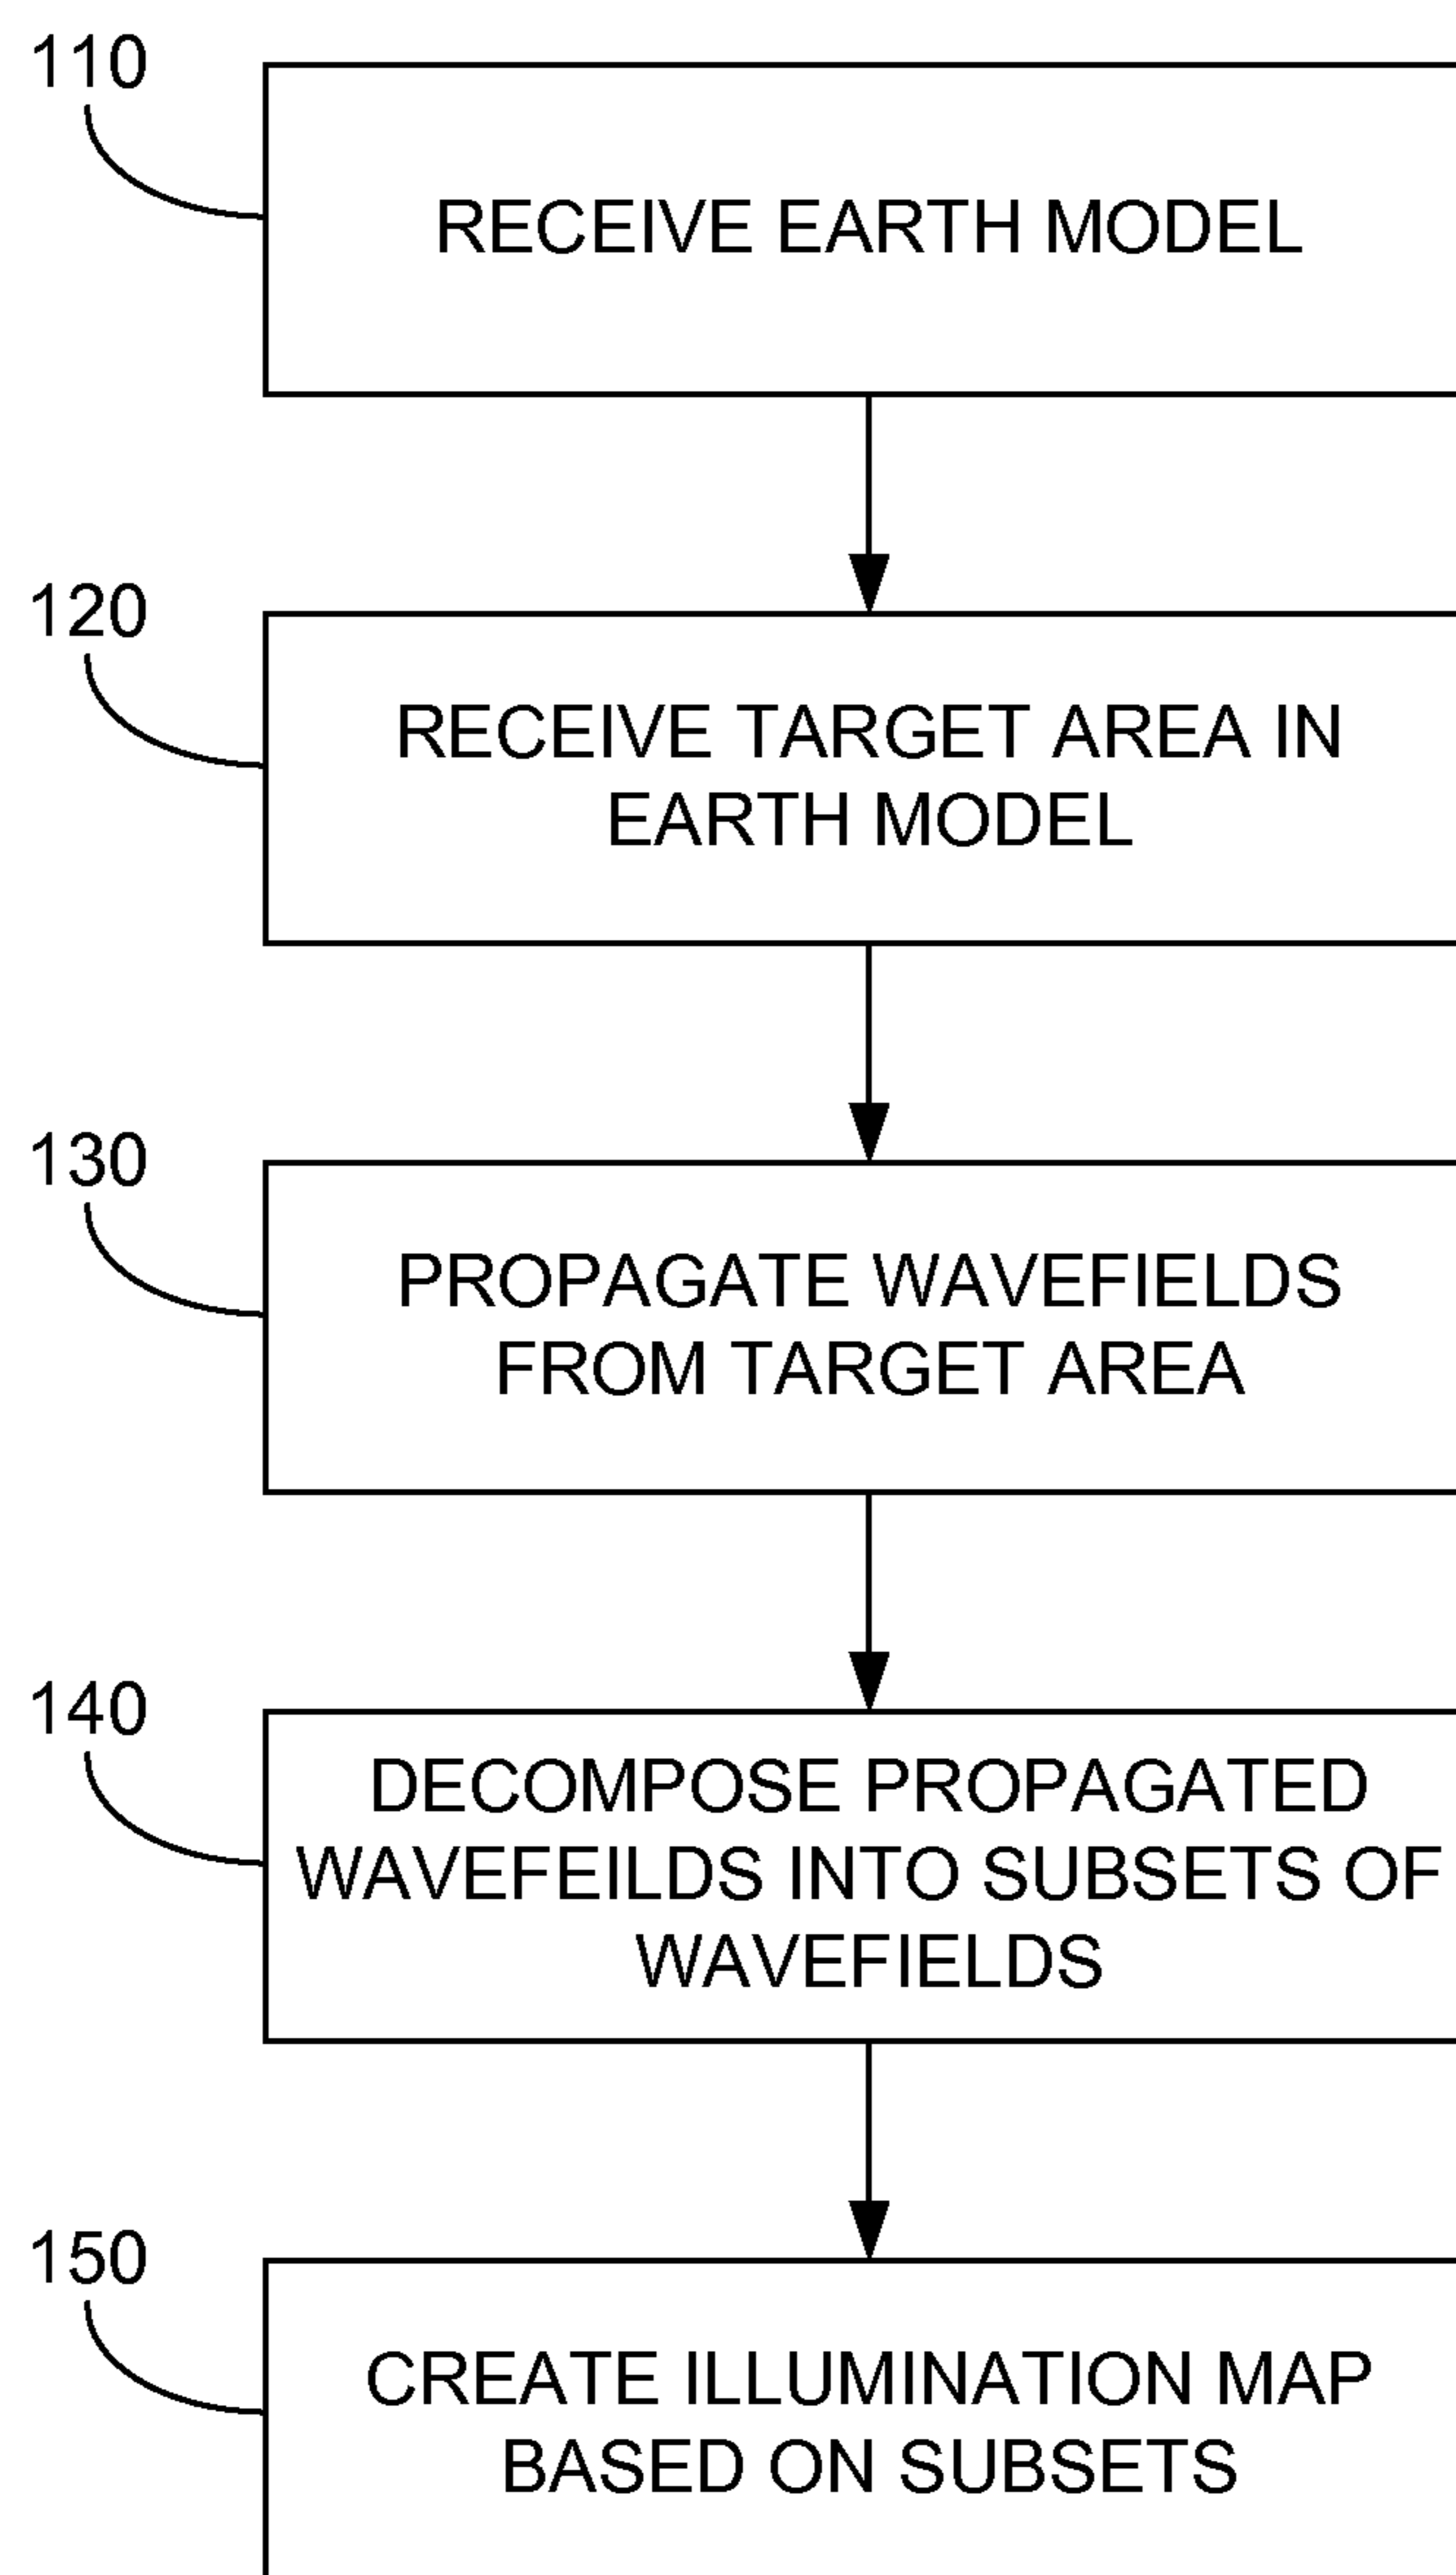 110
RECEIVE EARTH MODEL
120
RECEIVE TARGET AREA IN
EARTH MODEL
130
PROPAGATE WAVEFIELDS
FROM TARGET AREA
140
DECOMPOSE PROPAGATED
WAVEFEILDS INTO SUBSETS OF
WAVEFIELDS
150
CREATE ILLUMINATION MAP
BASED ON SUBSETS